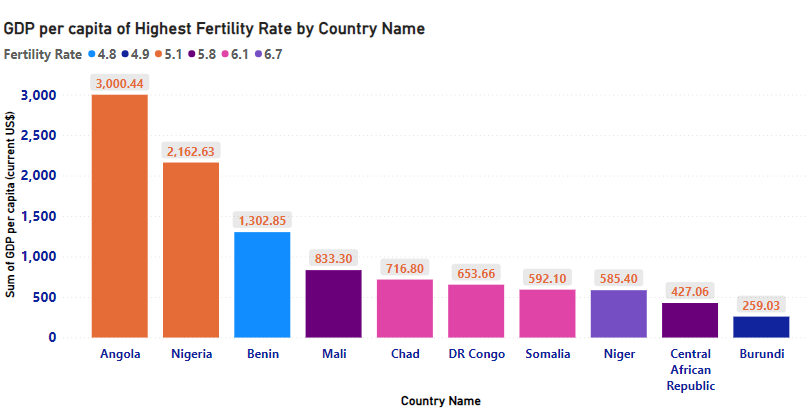 GDP per capita of Highest Fertility Rate by Country Name
Fertility Rate 4.8 4.9 5.1 5.8 6.1 6.7
Sum of GDP per capita (current US$)
3,000
2,500
2,000
1,500
1,000
500
0
3,000.44
2,162.63
1,302.85
833.30
716.80
653.66
592.10
585.40
427.06
259.03
Angola Nigeria Benin Mali Chad DR Congo Somalia Niger Central Burundi
African
Republic
Country Name